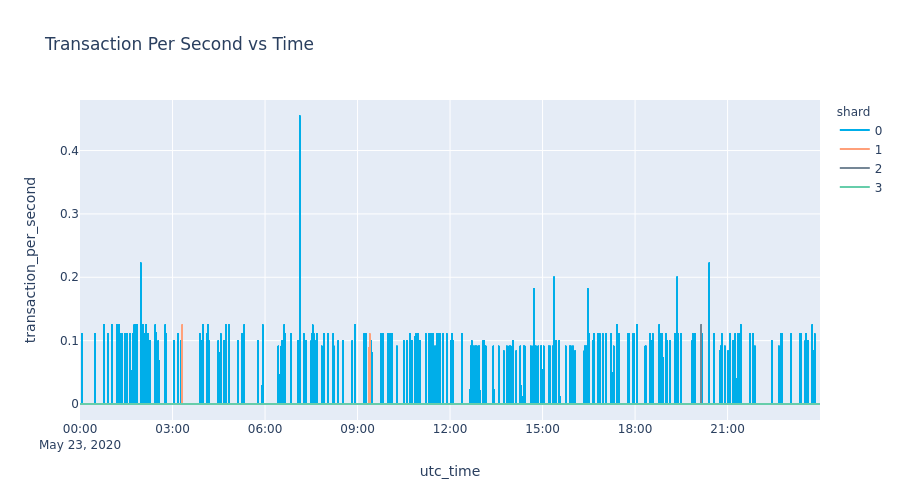 Transaction Per Second vs Time
shard
0
1
2
3
0.4
0.3
0.2
0.1
0
transaction_per_second
00:00 03:00 06:00 09:00 12:00 15:00 18:00 21:00
May 23, 2020
utc_time